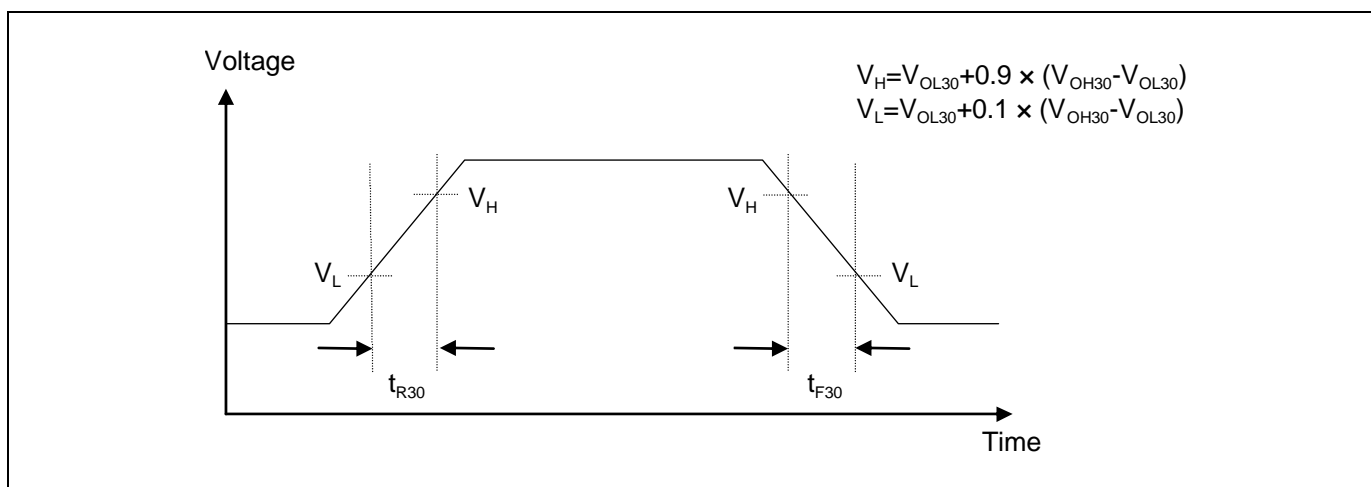 Voltage
V_H=V_OL30+0.9 × (V_OH30-V_OL30)
V_L=V_OL30+0.1 × (V_OH30-V_OL30)
V_H
V_H
V_L
V_L
t_R30
t_F30
Time